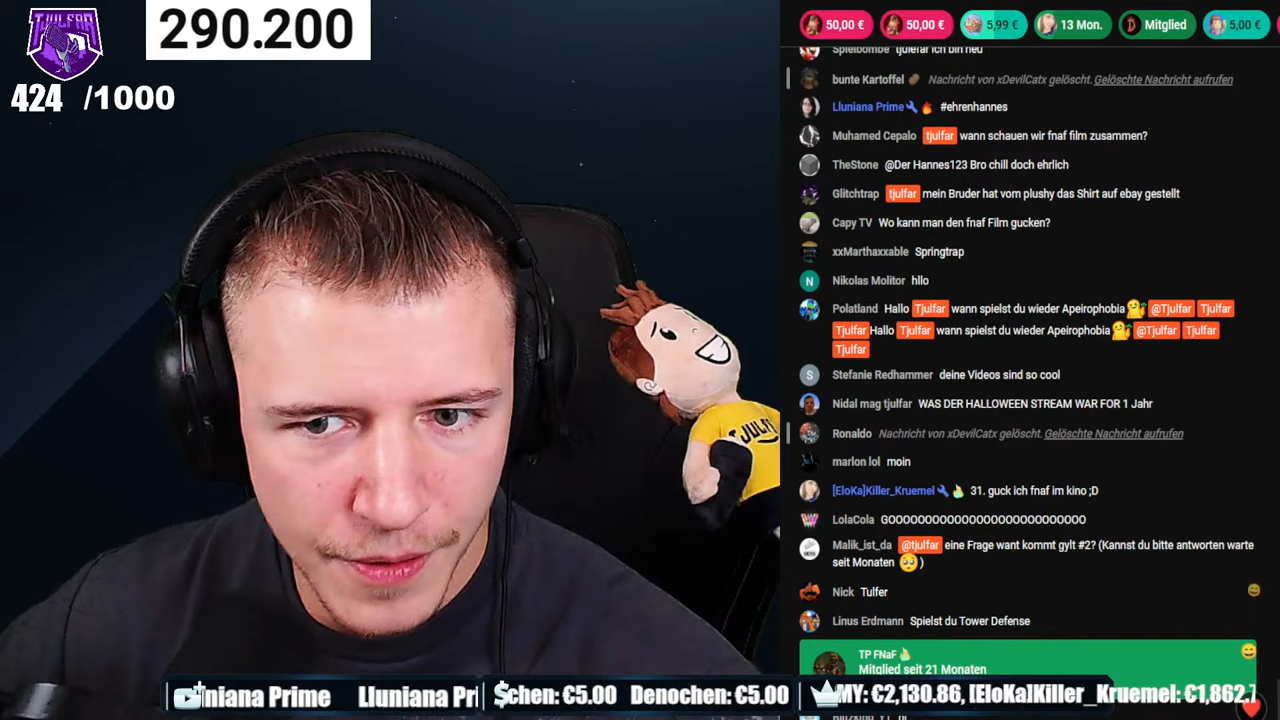 TJULFAR
290.200
424 /1000
50,00 €
50,00 €
5,99 €
13 Mon.
Mitglied
5,00 €
Spielbombe tjulefar ich bin neu
bunte Kartoffel Nachricht von xDevilCatx gelöscht. Gelöschte Nachricht aufrufen
Lluniana Prime #ehrenhannes
Muhamed Cepalo tjulfar wann schauen wir fnaf film zusammen?
TheStone @Der Hannes123 Bro chill doch ehrlich
Glitchtrap tjulfar mein Bruder hat vom plushy das Shirt auf ebay gestellt
Capy TV Wo kann man den fnaf Film gucken?
xxMarthaxxable Springtrap
N Nikolas Molitor hllo
Polatland Hallo Tjulfar wann spielst du wieder Apeirophobia @Tjulfar Tjulfar
Tjulfar Hallo Tjulfar wann spielst du wieder Apeirophobia @Tjulfar Tjulfar
Tjulfar
S Stefanie Redhammer deine Videos sind so cool
Nidal mag tjulfar WAS DER HALLOWEEN STREAM WAR FOR 1 Jahr
Ronaldo Nachricht von xDevilCatx gelöscht. Gelöschte Nachricht aufrufen
marlon lol moin
[EloKa]Killer_Kruemel 31. guck ich fnaf im kino ;D
LolaCola GOOOOOOOOOOOOOOOOOOOOOOOOOO
Malik_ist_da @tjulfar eine Frage want kommt gylt #2? (Kannst du bitte antworten warte
seit Monaten )
Nick Tulfer
Linus Erdmann Spielst du Tower Defense
TP FNaF
Mitglied seit 21 Monaten
TJULFA
niana Prime Lluniana Pri
$chen: €5.00 Denochen: €5.00
MY: €2,130.86, [EloKa]Killer_Kruemel: €1,862.